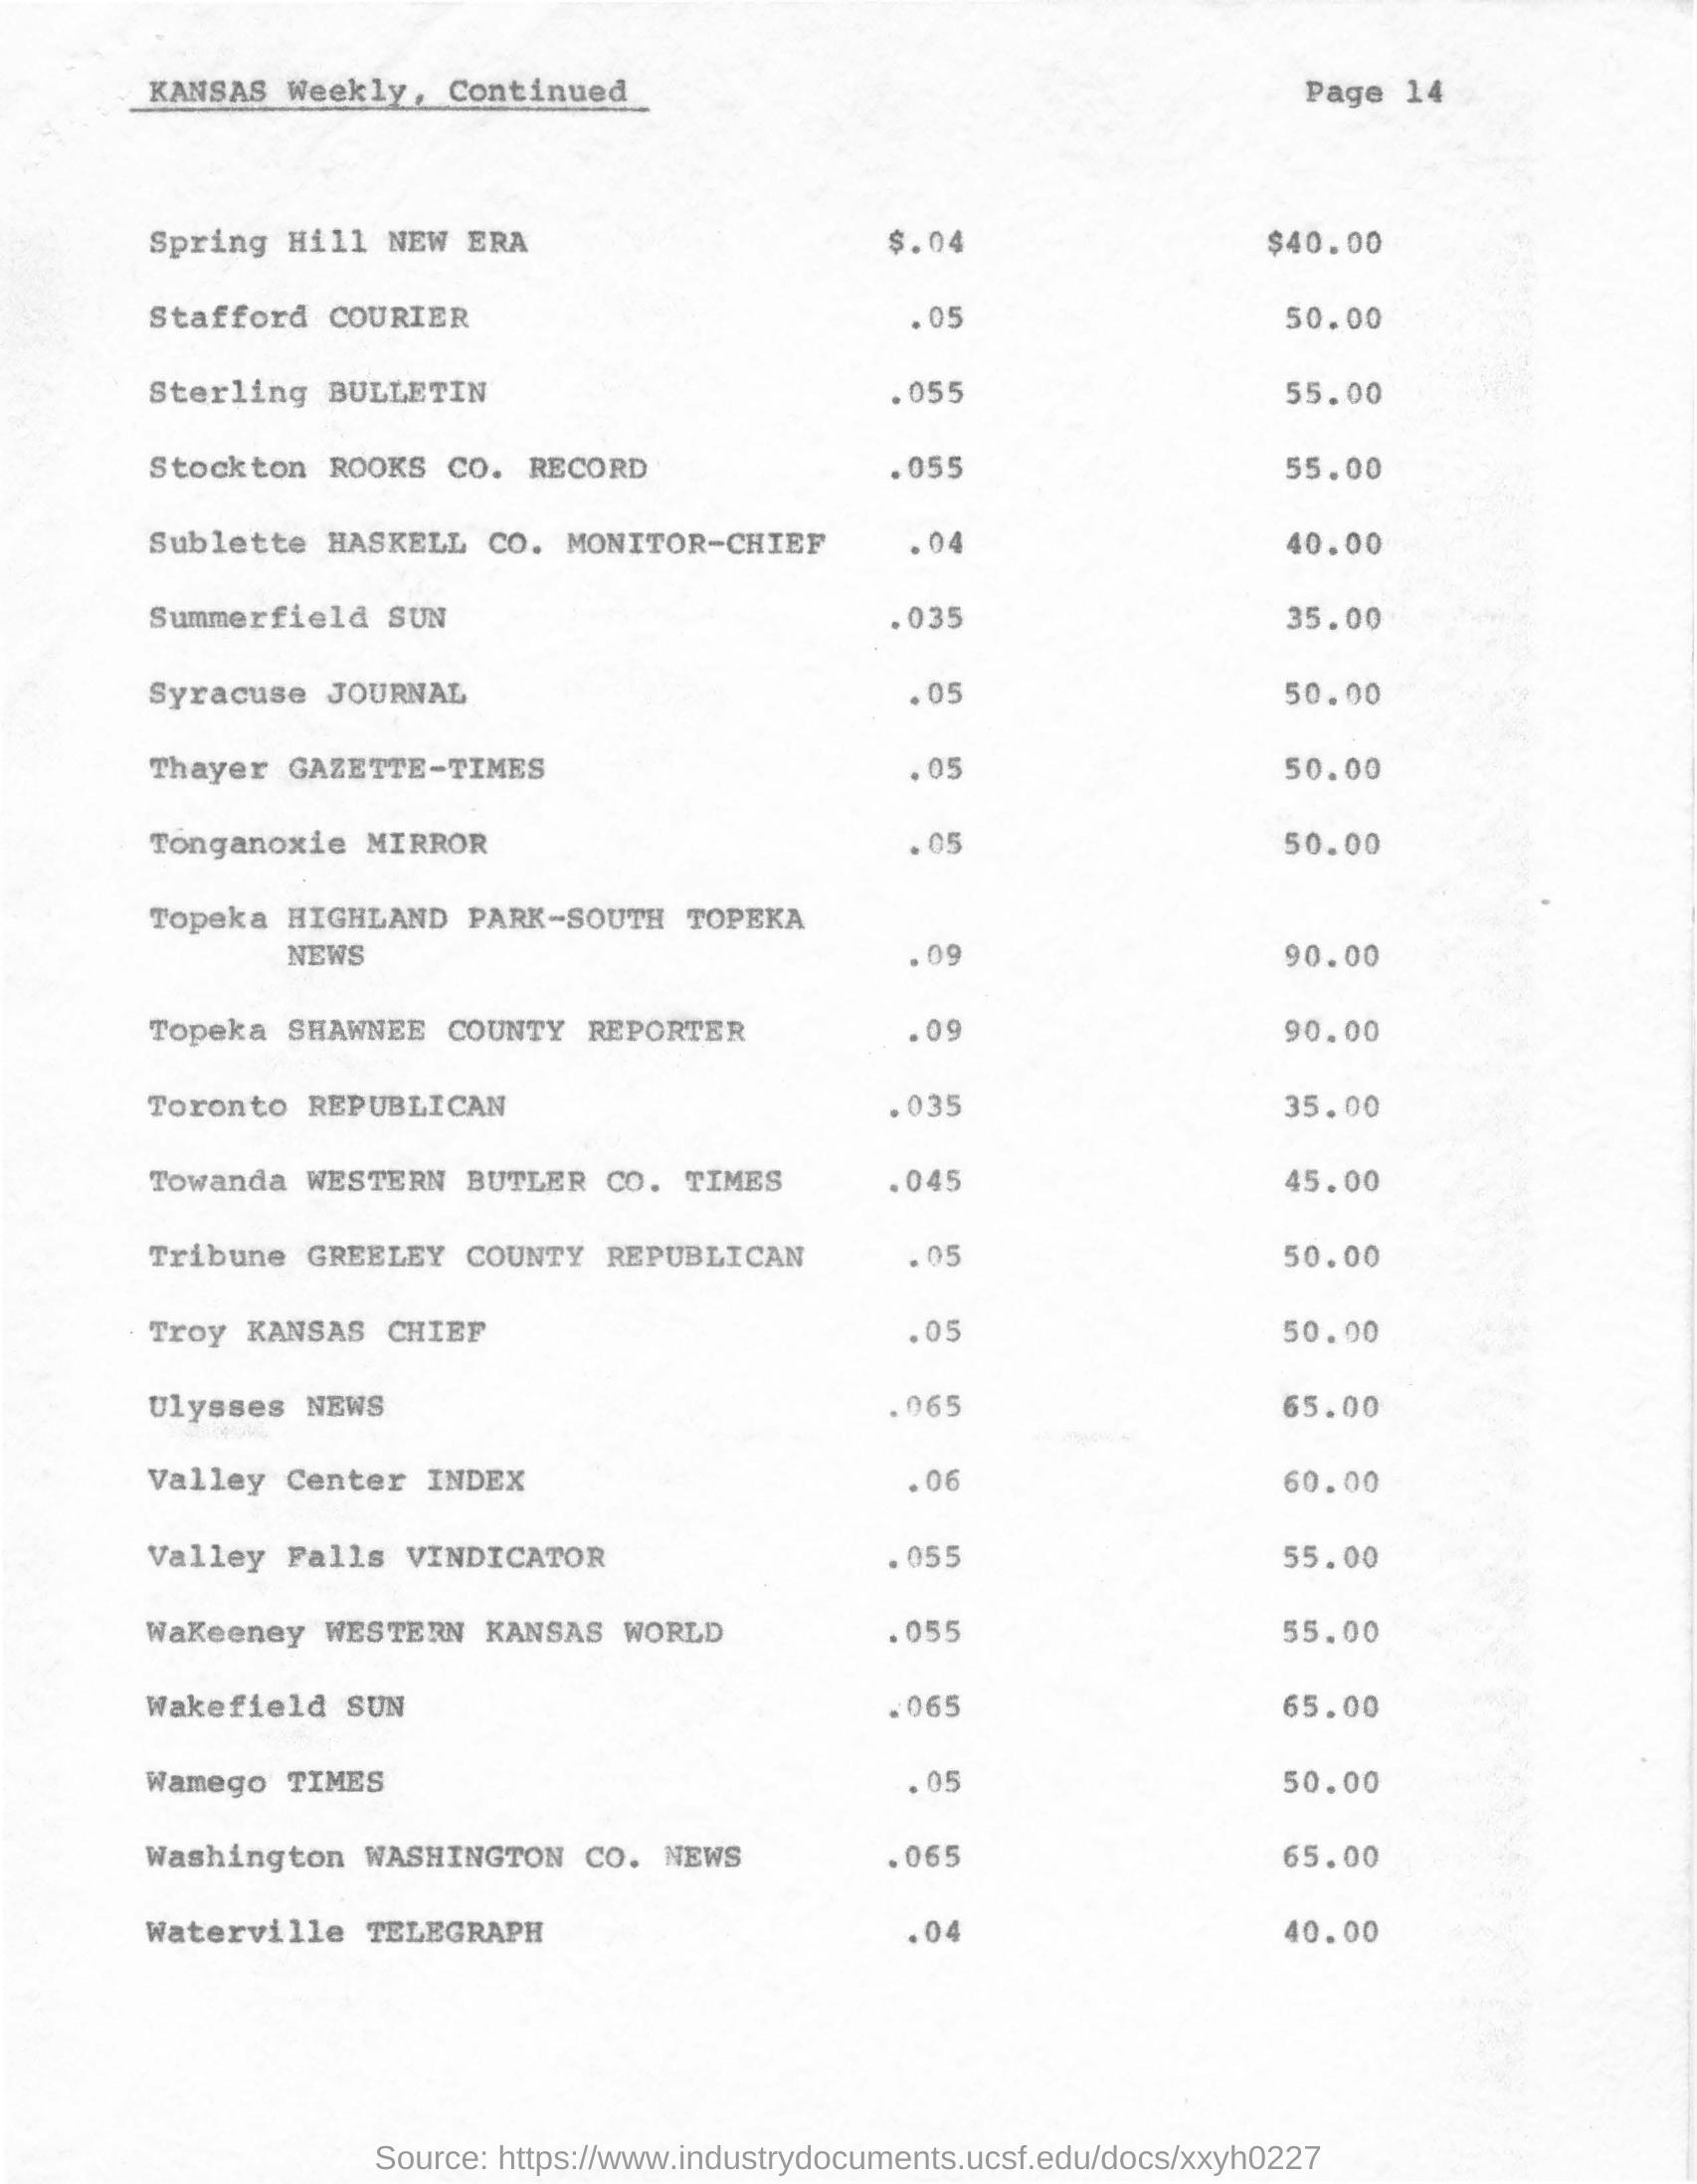 KANSAS Weekly, Continued Page 14
Spring Hill NEW ERA $.04 $40.00
Stafford COURIER .05 50.00
Sterling BULLETIN .055 55.00
Stockton ROOKS CO. RECORD .055 55.00
Sublette HASKELL CO. MONITOR-CHIEF .04 40.00
Summerfield SUN .035 35.00
Syracuse JOURNAL .05 50.00
Thayer GAZETTE-TIMES .05 50.00
Tonganoxie MIRROR .05 50.00
Topeka HIGHLAND PARK-SOUTH TOPEKA
NEWS .09 90.00
Topeka SHAWNEE COUNTY REPORTER .09 90.00
Toronto REPUBLICAN .035 35.00
Towanda WESTERN BUTLER CO. TIMES .045 45.00
Tribune GREELEY COUNTY REPUBLICAN .05 50.00
Troy KANSAS CHIEF .05 50.00
Ulysses NEWS .065 65.00
Valley Center INDEX .06 60.00
Valley Falls VINDICATOR .055 55.00
WaKeeney WESTERN KANSAS WORLD .055 55.00
Wakefield SUN .065 65.00
Wamego TIMES .05 50.00
Washington WASHINGTON CO. NEWS .065 65.00
Waterville TELEGRAPH .04 40.00
Source: https://www.industrydocuments.ucsf.edu/docs/xxyh0227